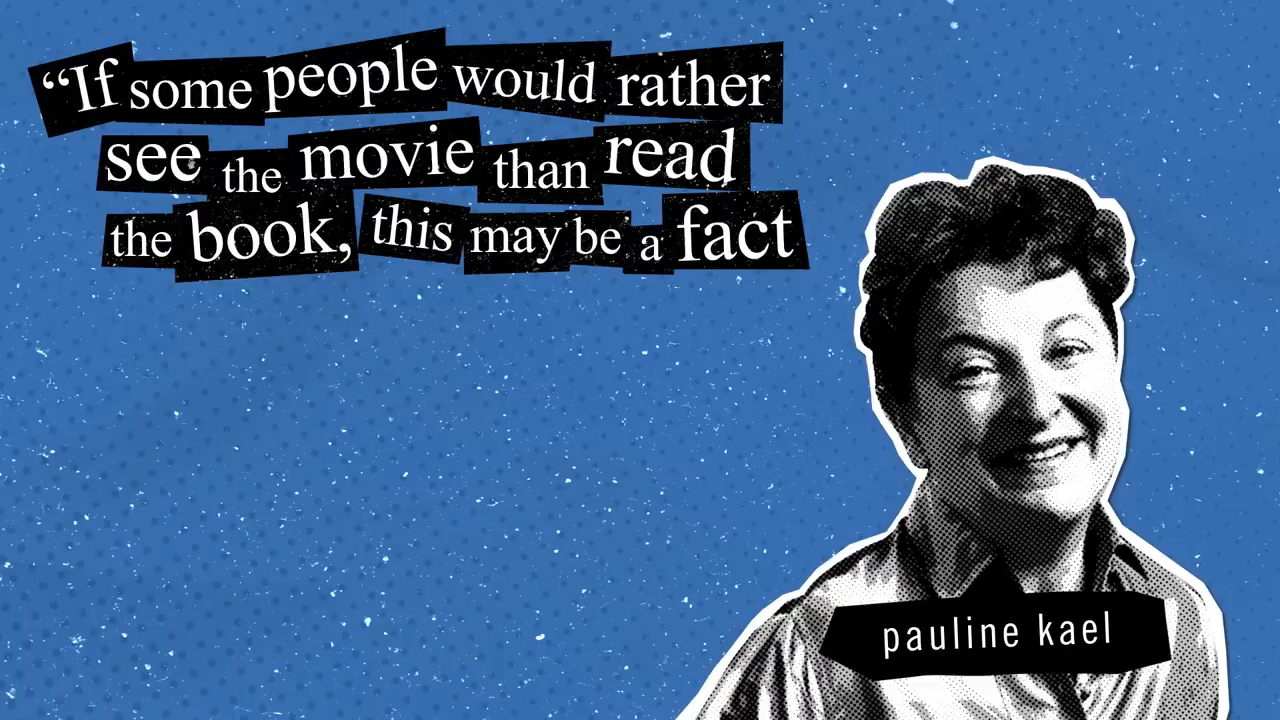 “If some people would rather
see the movie than read
the book, this may be a fact
pauline kael